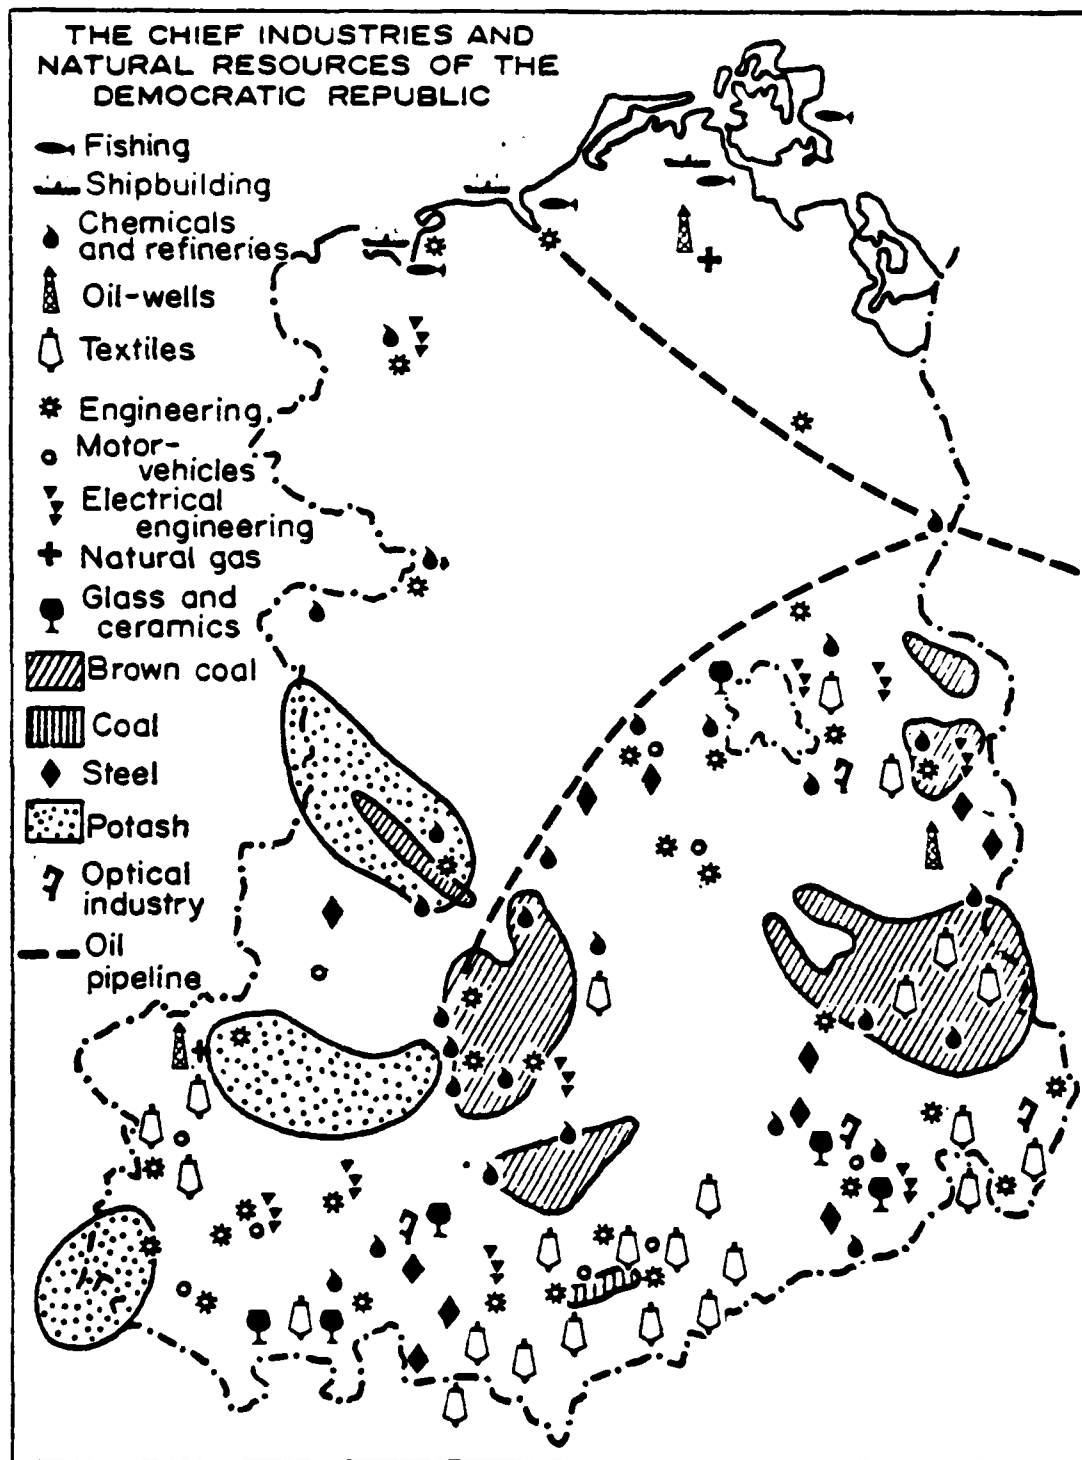 THE CHIEF INDUSTRIES AND
NATURAL RESOURCES OF THE
DEMOCRATIC REPUBLIC
Fishing
Shipbuilding
Chemicals
and refineries
Oil-wells
Textiles
Engineering
Motor-
vehicles
Electrical
engineering
Natural gas
Glass and
ceramics
Brown coal
Coal
Steel
Potash
Optical
industry
Oil
pipeline